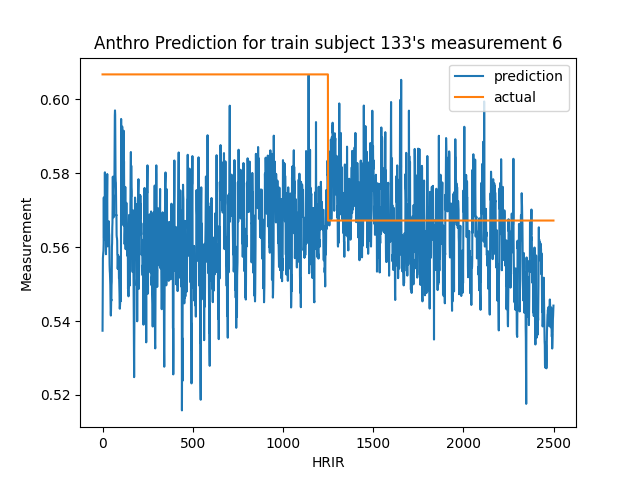 Anthro Prediction for train subject 133's measurement 6
prediction
actual
0.60
0.58
0.56
0.54
0.52
Measurement
0
500
1000
1500
2000
2500
HRIR